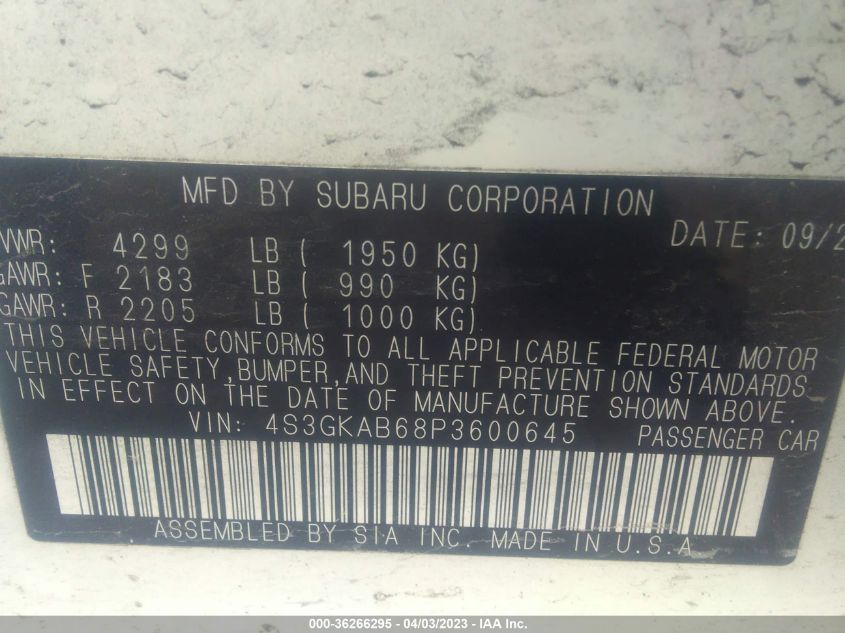 MFD BY SUBARU CORPORATION
DATE: 09/2
VWR: 4299 LB ( 1950 KG)
GAWR: F 2183 LB ( 990 KG)
GAWR: R 2205 LB ( 1000 KG)
THIS VEHICLE CONFORMS TO ALL APPLICABLE FEDERAL MOTOR
VEHICLE SAFETY,BUMPER,AND THEFT PREVENTION STANDARDS
IN EFFECT ON THE DATE OF MANUFACTURE SHOWN ABOVE.
VIN: 4S3GKAB68P3600645 PASSENGER CAR
ASSEMBLED BY SIA INC. MADE IN U.S.A
000-36266295 - 04/03/2023 - IAA Inc.